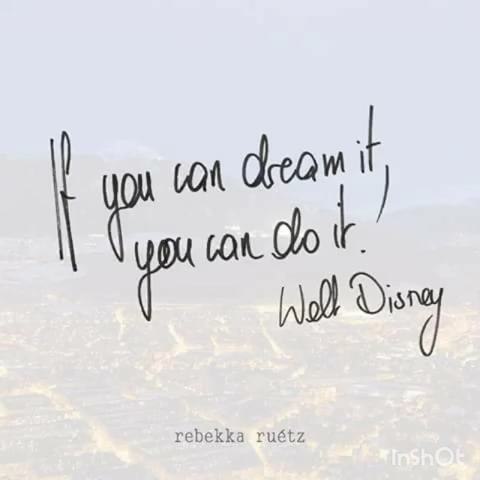 If you can dream it,
you can do it.
Walt Disney
rebekka ruétz
InShOt